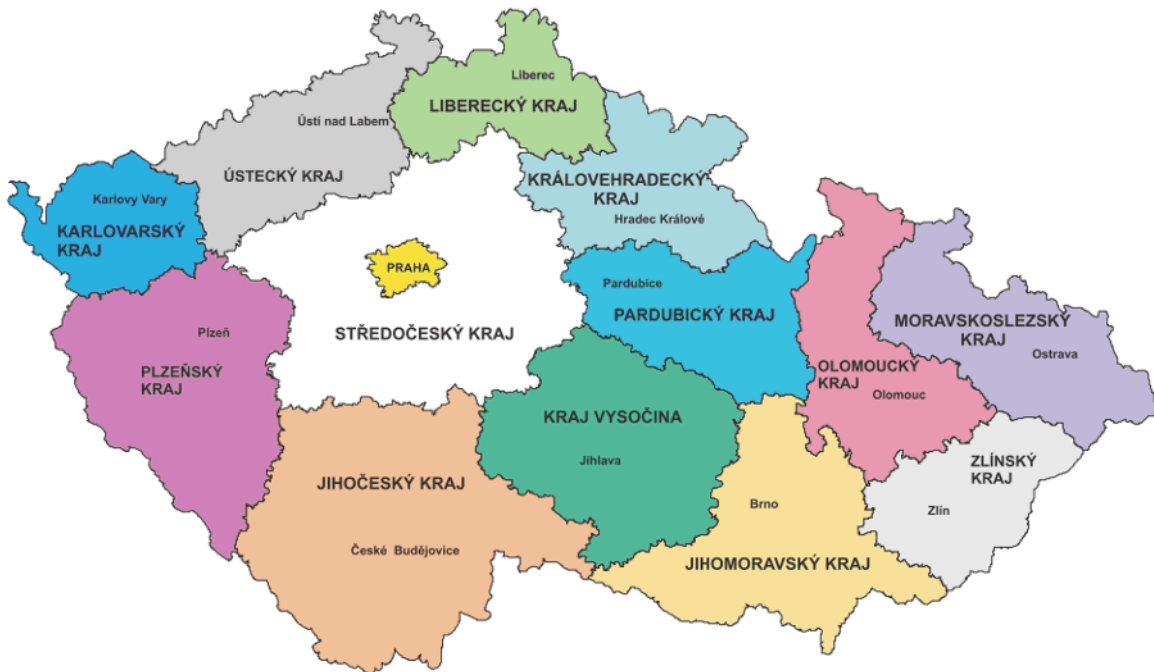 Liberec
LIBERECKÝ KRAJ
Ústí nad Labem
ÚSTECKÝ KRAJ
KRÁLOVEHRADECKÝ
KRAJ
Hradec Králové
Karlovy Vary
KARLOVARSKÝ
KRAJ
PRAHA
STŘEDOČESKÝ KRAJ
Pardubice
PARDUBICKÝ KRAJ
MORAVSKOSLEZSKÝ
KRAJ
Ostrava
Plzeň
PLZEŇSKÝ
KRAJ
OLOMOUCKÝ
KRAJ
Olomouc
KRAJ VYSOČINA
Jihlava
ZLÍNSKÝ
KRAJ
Zlín
JIHOČESKÝ KRAJ
České Budějovice
Brno
JIHOMORAVSKÝ KRAJ